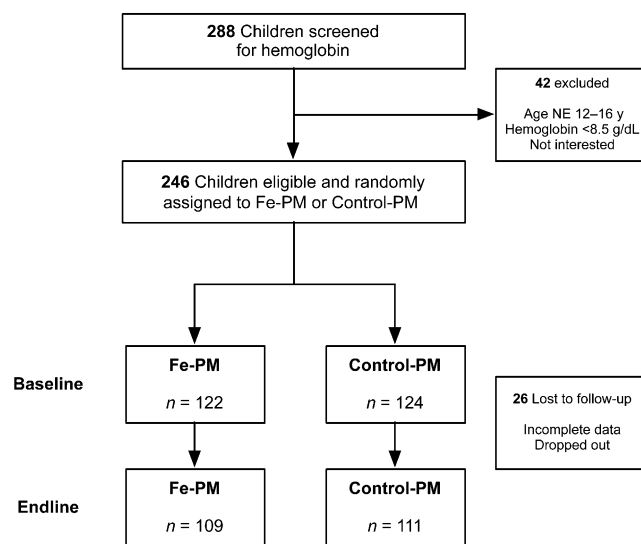 288 Children screened
for hemoglobin
42 excluded
Age NE 12–16 y
Hemoglobin <8.5 g/dL
Not interested
246 Children eligible and randomly
assigned to Fe-PM or Control-PM
Baseline
Fe-PM
n = 122
Control-PM
n = 124
26 Lost to follow-up
Incomplete data
Dropped out
Endline
Fe-PM
n = 109
Control-PM
n = 111